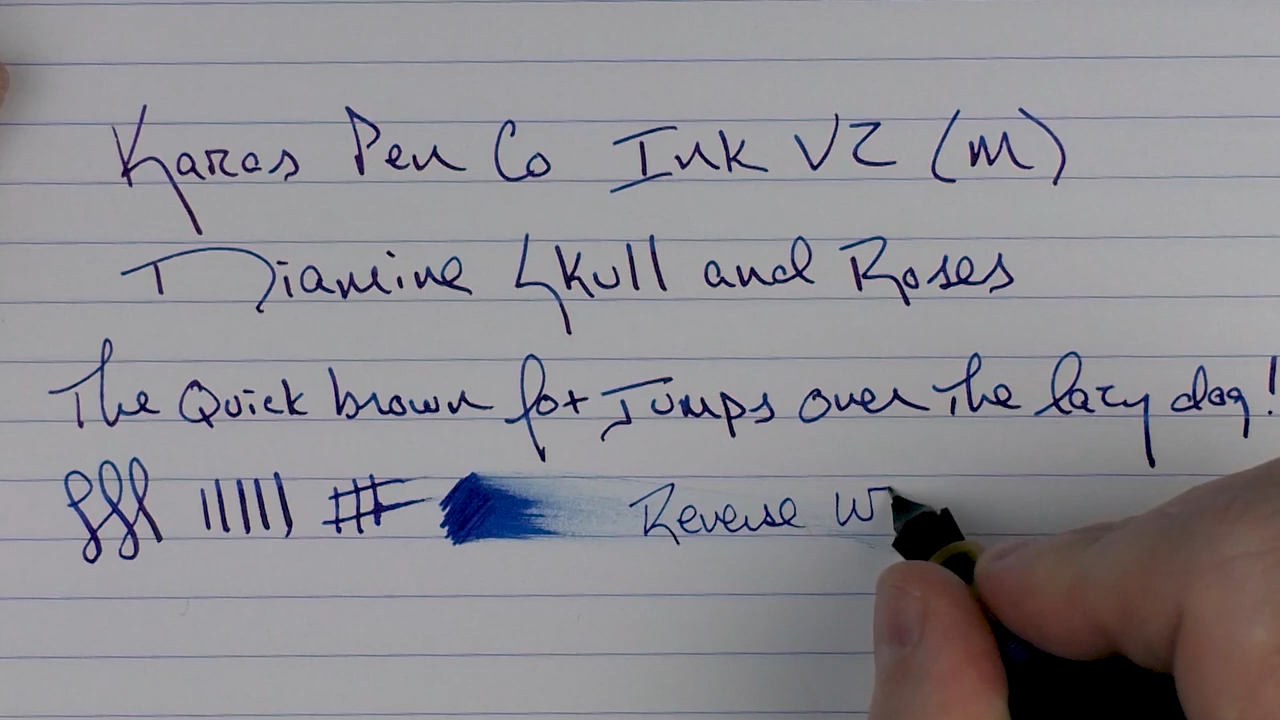 Karas Pen Co Ink V2 (M)
Diamine Skull and Roses
The Quick brown fox Jumps over the lazy dog!
Reverse W